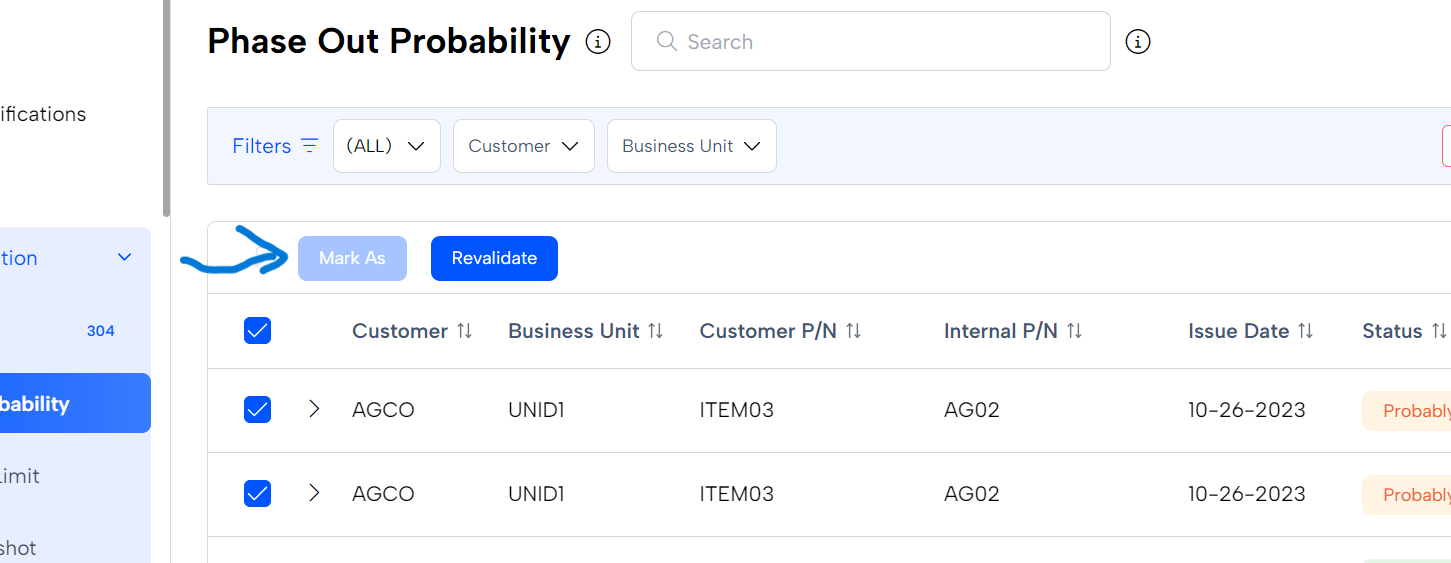 Phase Out Probability
Search
ifications
Filters (ALL) Customer Business Unit
tion
Mark As Revalidate
304
Customer Business Unit Customer P/N Internal P/N Issue Date Status
bability
AGCO UNID1 ITEM03 AG02 10-26-2023 Probably
Limit
AGCO UNID1 ITEM03 AG02 10-26-2023 Probably
shot